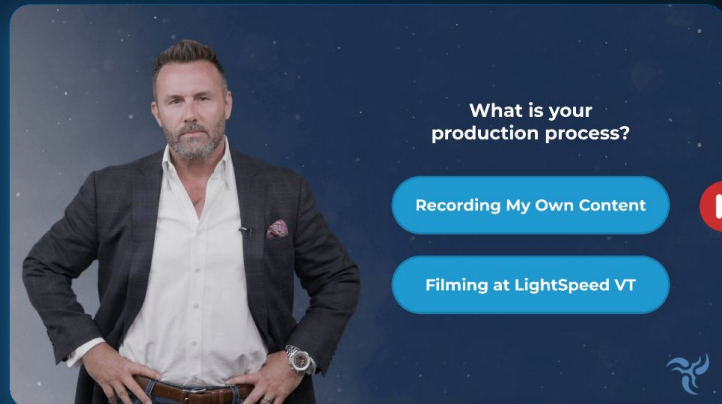 What is your
production process?
Recording My Own Content
Filming at LightSpeed VT